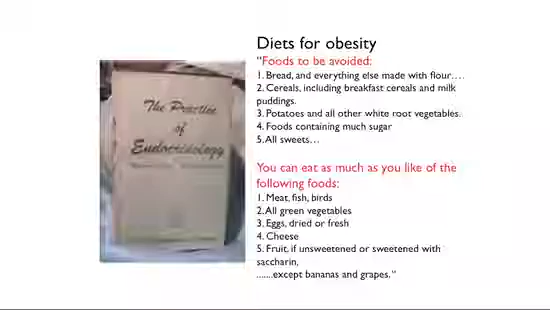 Diets for obesity
"Foods to be avoided:
1. Bread, and everything else made with flour….
2. Cereals, including breakfast cereals and milk
puddings.
3. Potatoes and all other white root vegetables.
4. Foods containing much sugar
5. All sweets…
You can eat as much as you like of the
following foods:
1. Meat, fish, birds
2. All green vegetables
3. Eggs, dried or fresh
4. Cheese
5. Fruit, if unsweetened or sweetened with
saccharin,
.......except bananas and grapes."
The Practice
of
Endocrinology